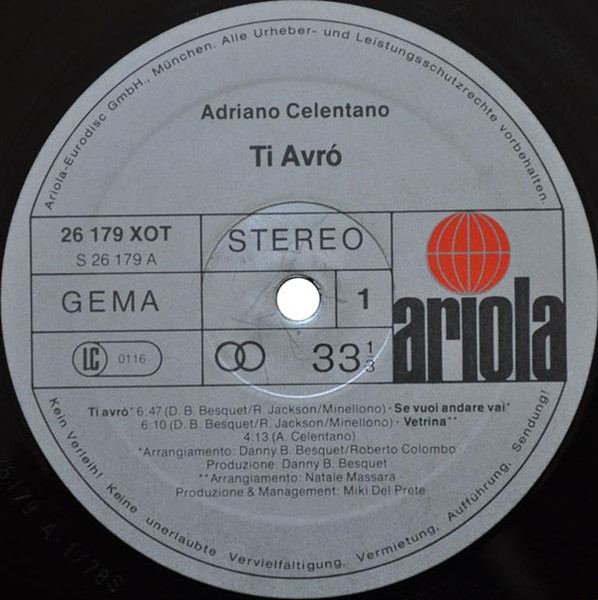 Ariola-Eurodisc GmbH., München. Alle Urheber- und Leistungsschutzrechte vorbehalten.
Adriano Celentano
Ti Avró
26 179 XOT
S 26 179 A
STEREO
GEMA
1
LC 0116
33 1/3
ariola
Ti avró* 6:47 (D. B. Besquet/R. Jackson/Minellono) · Se vuoi andare vai*
6:10 (D. B. Besquet/R. Jackson/Minellono) · Vetrina**
4:13 (A. Celentano)
*Arrangiamento: Danny B. Besquet/Roberto Colombo
Produzione: Danny B. Besquet
**Arrangiamento: Natale Massara
Produzione & Management: Miki Del Prete
Kein Verleih! Keine unerlaubte Vervielfältigung, Vermietung, Aufführung, Sendung!